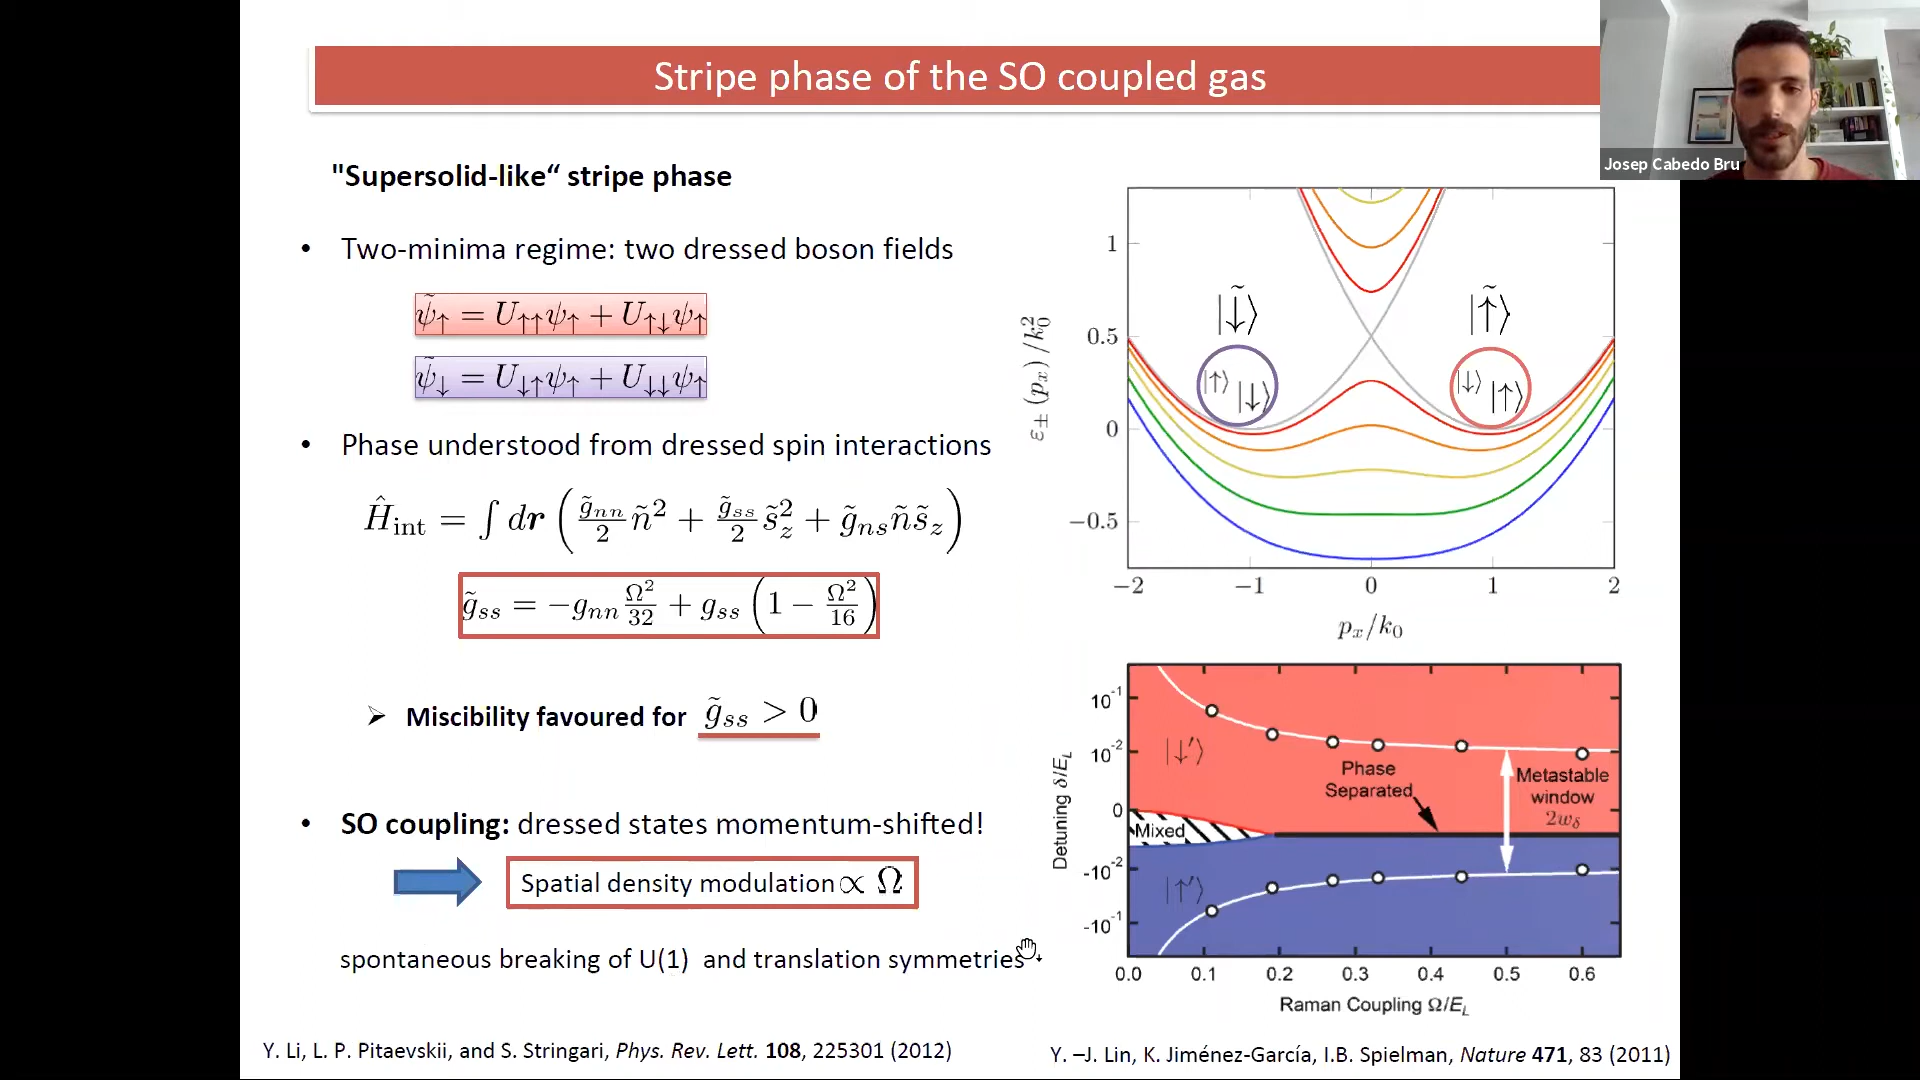 Stripe phase of the SO coupled gas
Josep Cabedo Bru
"Supersolid-like“ stripe phase
• Two-minima regime: two dressed boson fields
ψ̃↑ = U↑↑ψ↑ + U↑↓ψ↑
ψ̃↓ = U↓↑ψ↑ + U↓↓ψ↑
• Phase understood from dressed spin interactions
Ĥint = ∫ dr ( g̃nn/2 ñ² + g̃ss/2 s̃z² + g̃ns ñ s̃z )
g̃ss = −gnn Ω²/32 + gss (1 − Ω²/16)
➢ Miscibility favoured for g̃ss > 0
• SO coupling: dressed states momentum-shifted!
Spatial density modulation ∝ Ω
spontaneous breaking of U(1) and translation symmetries
Y. Li, L. P. Pitaevskii, and S. Stringari, Phys. Rev. Lett. 108, 225301 (2012)
ε± (px) /k0²
1
0.5
0
−0.5
−2 −1 0 1 2
px/k0
|↓̃⟩ |↑̃⟩
|↑⟩ |↓⟩ |↓⟩ |↑⟩
Detuning δ/EL
10-1
10-2
0
-10-2
-10-1
|↓′⟩
Phase
Separated
Metastable
window
2wδ
Mixed
|↑′⟩
0.0 0.1 0.2 0.3 0.4 0.5 0.6
Raman Coupling Ω/EL
Y. –J. Lin, K. Jiménez-García, I.B. Spielman, Nature 471, 83 (2011)